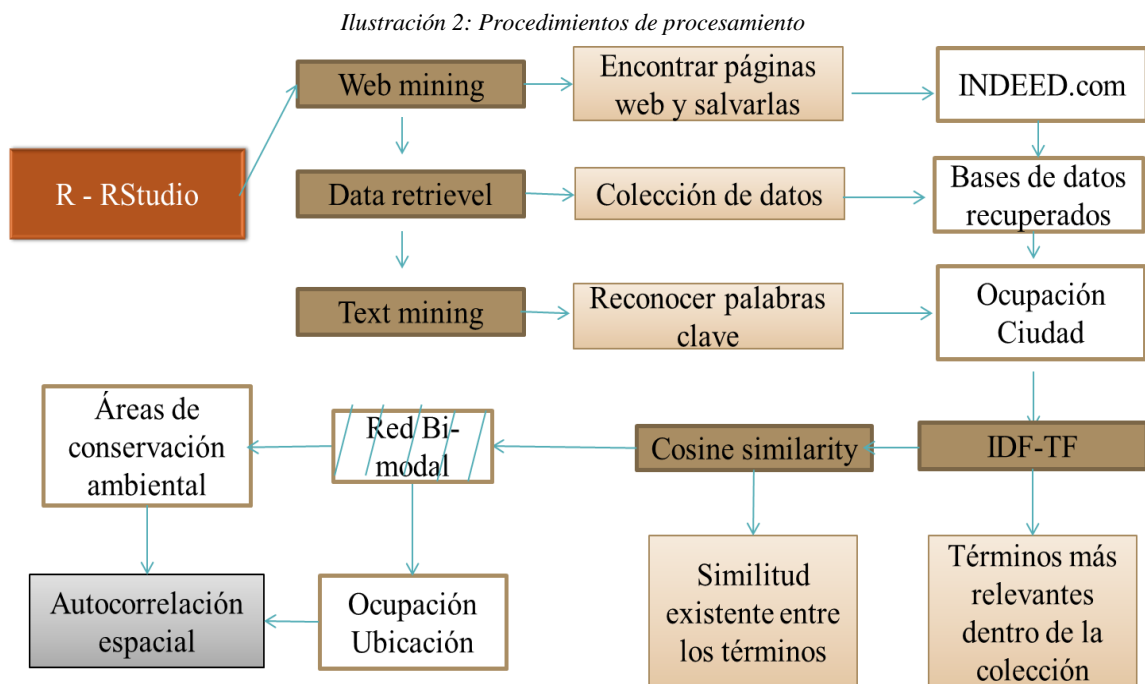 Ilustración 2: Procedimientos de procesamiento
R - RStudio
Web mining
Encontrar páginas
web y salvarlas
INDEED.com
Data retrievel
Colección de datos
Bases de datos
recuperados
Text mining
Reconocer palabras
clave
Ocupación
Ciudad
Áreas de
conservación
ambiental
Red Bi-
modal
Cosine similarity
IDF-TF
Autocorrelación
espacial
Ocupación
Ubicación
Similitud
existente entre
los términos
Términos más
relevantes
dentro de la
colección